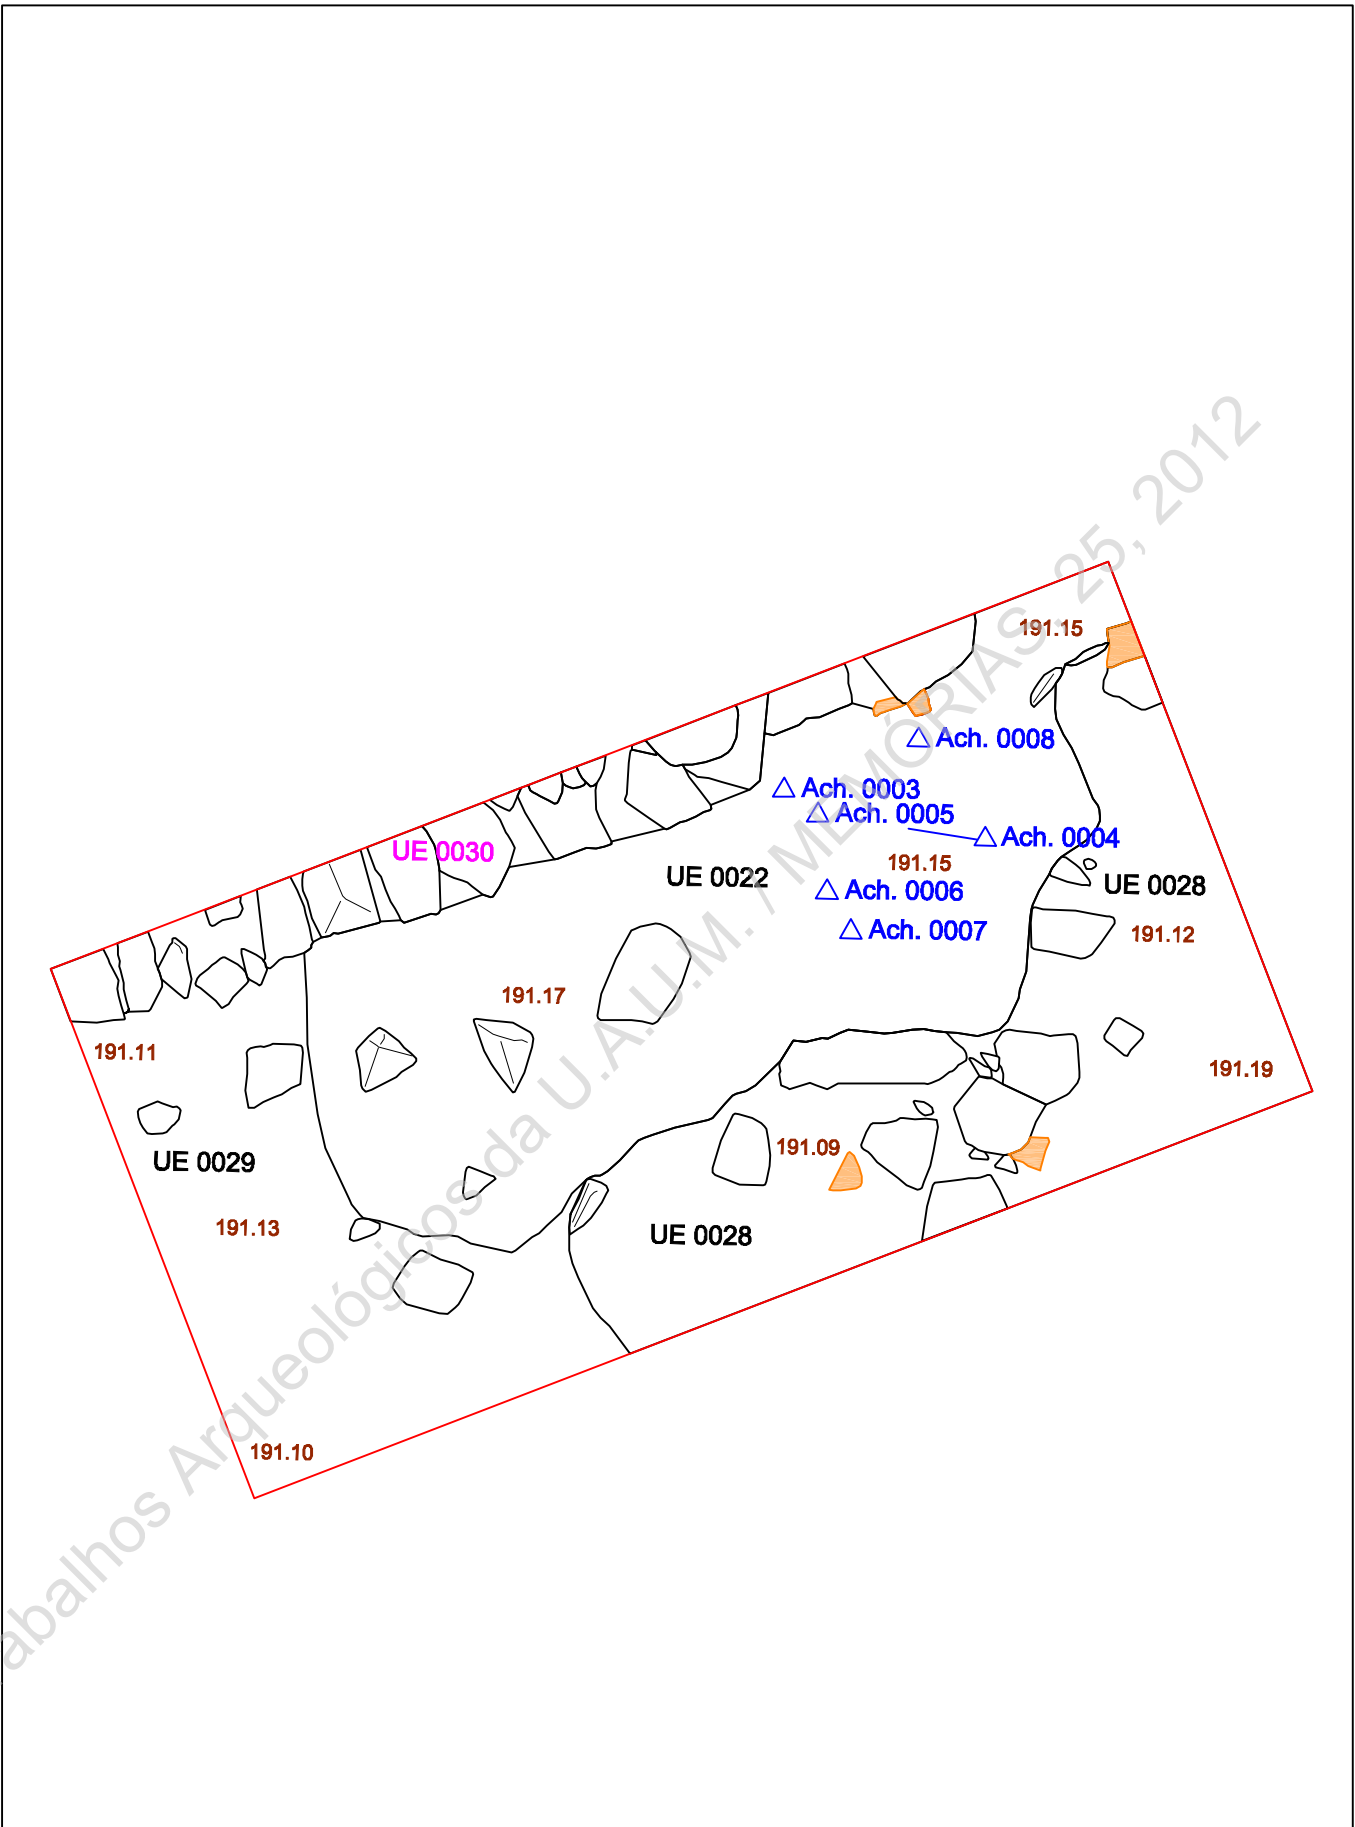 191.15
Ach. 0008
Ach. 0003
Ach. 0005
Ach. 0004
UE 0030
191.15
UE 0022
UE 0028
Ach. 0006
Ach. 0007
191.12
191.17
191.11
191.19
191.09
UE 0029
191.13
UE 0028
191.10
abalhos Arqueológicos da U.A.U.M. / MEMÓRIAS, 25, 2012